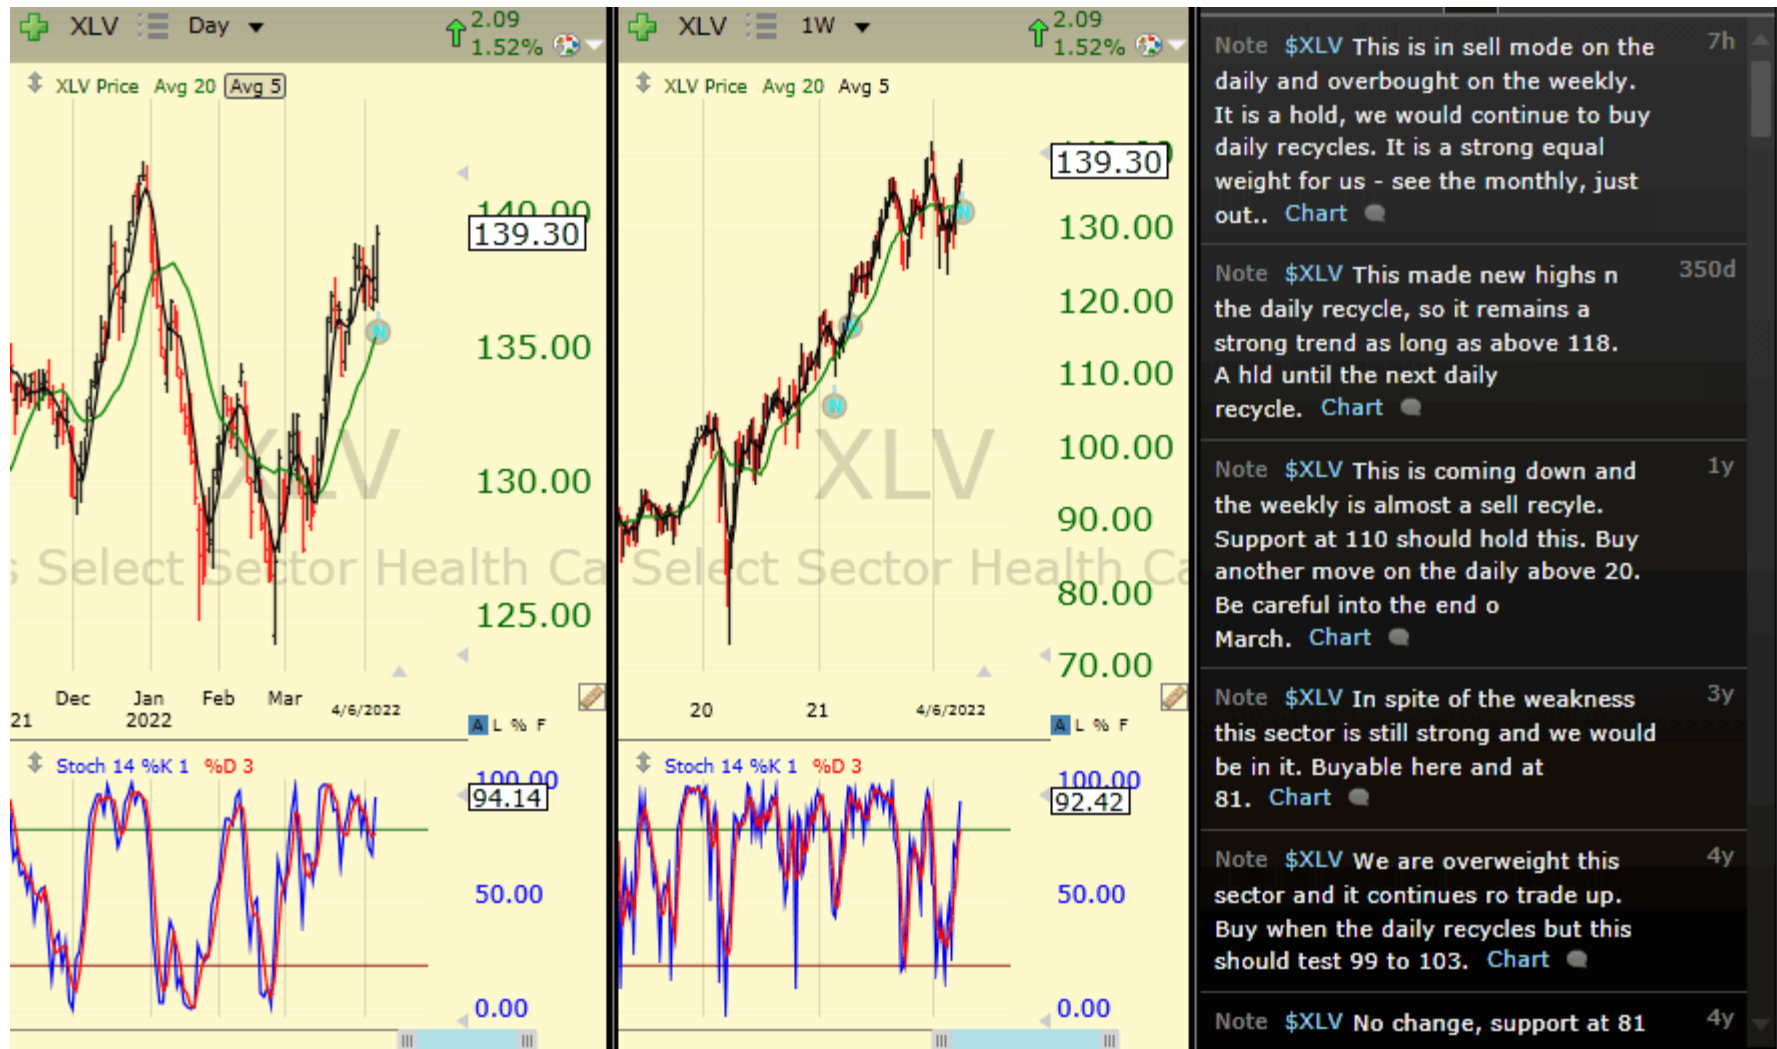 XLV Day 2.09
1.52%
XLV Price Avg 20 Avg 5
140.00
139.30
135.00
130.00
125.00
XLV
s Select Sector Health Ca
Dec Jan Feb Mar 4/6/2022
21 2022
A L % F
Stoch 14 %K 1 %D 3
100.00
94.14
50.00
0.00
XLV 1W 2.09
1.52%
XLV Price Avg 20 Avg 5
139.30
130.00
120.00
110.00
100.00
90.00
80.00
70.00
XLV
Select Sector Health Ca
N
N
N
20 21 4/6/2022
A L % F
Stoch 14 %K 1 %D 3
100.00
92.42
50.00
0.00
Note $XLV This is in sell mode on the 7h
daily and overbought on the weekly.
It is a hold, we would continue to buy
daily recycles. It is a strong equal
weight for us - see the monthly, just
out.. Chart
Note $XLV This made new highs n 350d
the daily recycle, so it remains a
strong trend as long as above 118.
A hld until the next daily
recycle. Chart
Note $XLV This is coming down and 1y
the weekly is almost a sell recyle.
Support at 110 should hold this. Buy
another move on the daily above 20.
Be careful into the end o
March. Chart
Note $XLV In spite of the weakness 3y
this sector is still strong and we would
be in it. Buyable here and at
81. Chart
Note $XLV We are overweight this 4y
sector and it continues ro trade up.
Buy when the daily recycles but this
should test 99 to 103. Chart
Note $XLV No change, support at 81 4y